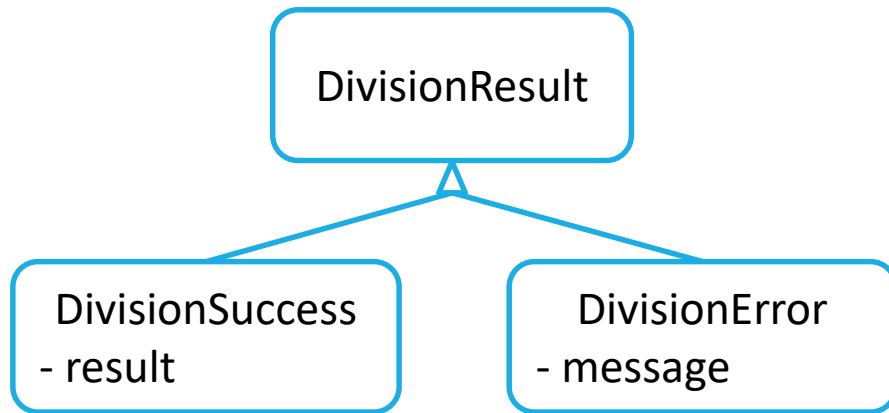 DivisionResult
DivisionSuccess
- result
DivisionError
- message